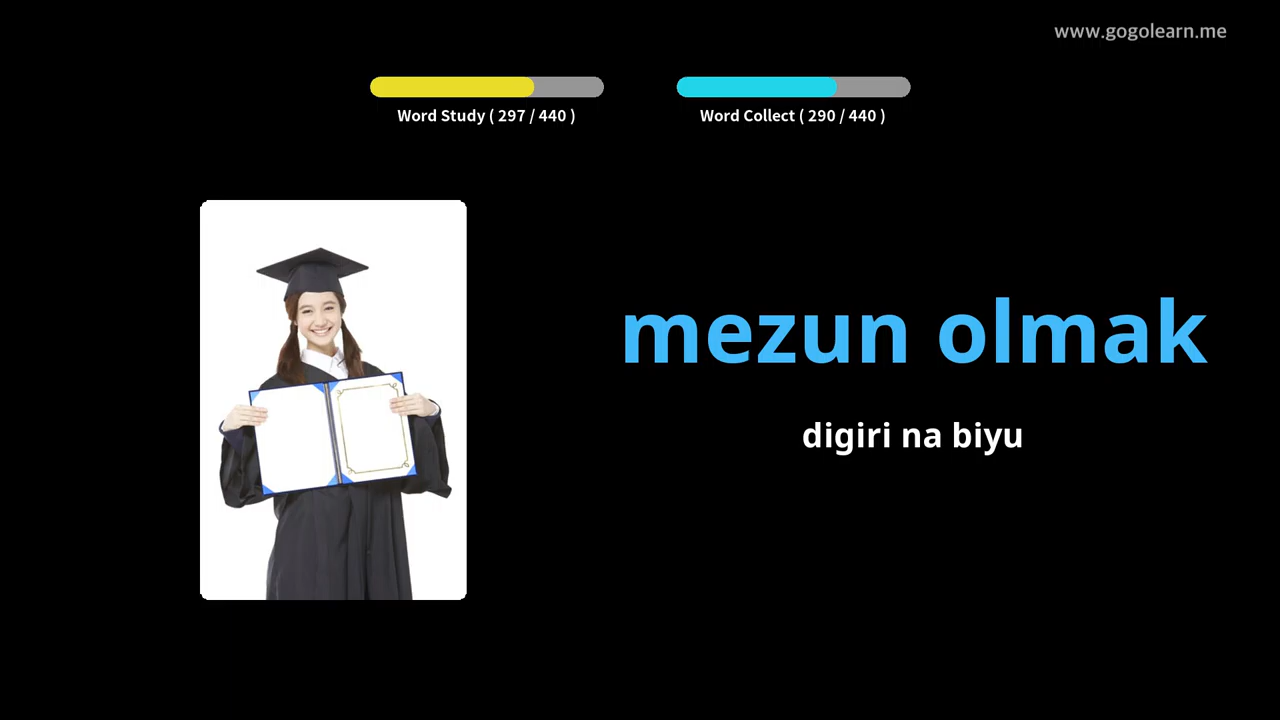 www.gogolearn.me
Word Study ( 297 / 440 )
Word Collect ( 290 / 440 )
mezun olmak
digiri na biyu